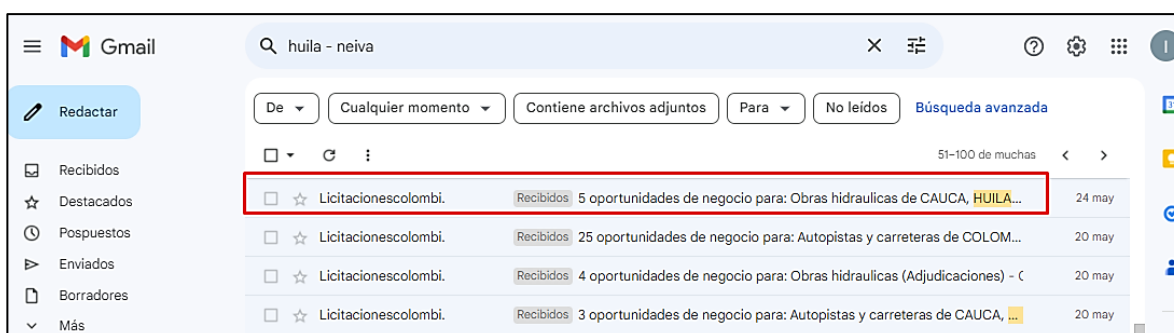 Gmail
huila - neiva
Redactar
Recibidos
Destacados
Pospuestos
Enviados
Borradores
Más
De Cualquier momento Contiene archivos adjuntos Para No leídos Búsqueda avanzada
51–100 de muchas
Licitacionescolombi. Recibidos 5 oportunidades de negocio para: Obras hidraulicas de CAUCA, HUILA... 24 may
Licitacionescolombi. Recibidos 25 oportunidades de negocio para: Autopistas y carreteras de COLOM... 20 may
Licitacionescolombi. Recibidos 4 oportunidades de negocio para: Obras hidraulicas (Adjudicaciones) - 20 may
Licitacionescolombi. Recibidos 3 oportunidades de negocio para: Autopistas y carreteras de CAUCA, ... 20 may